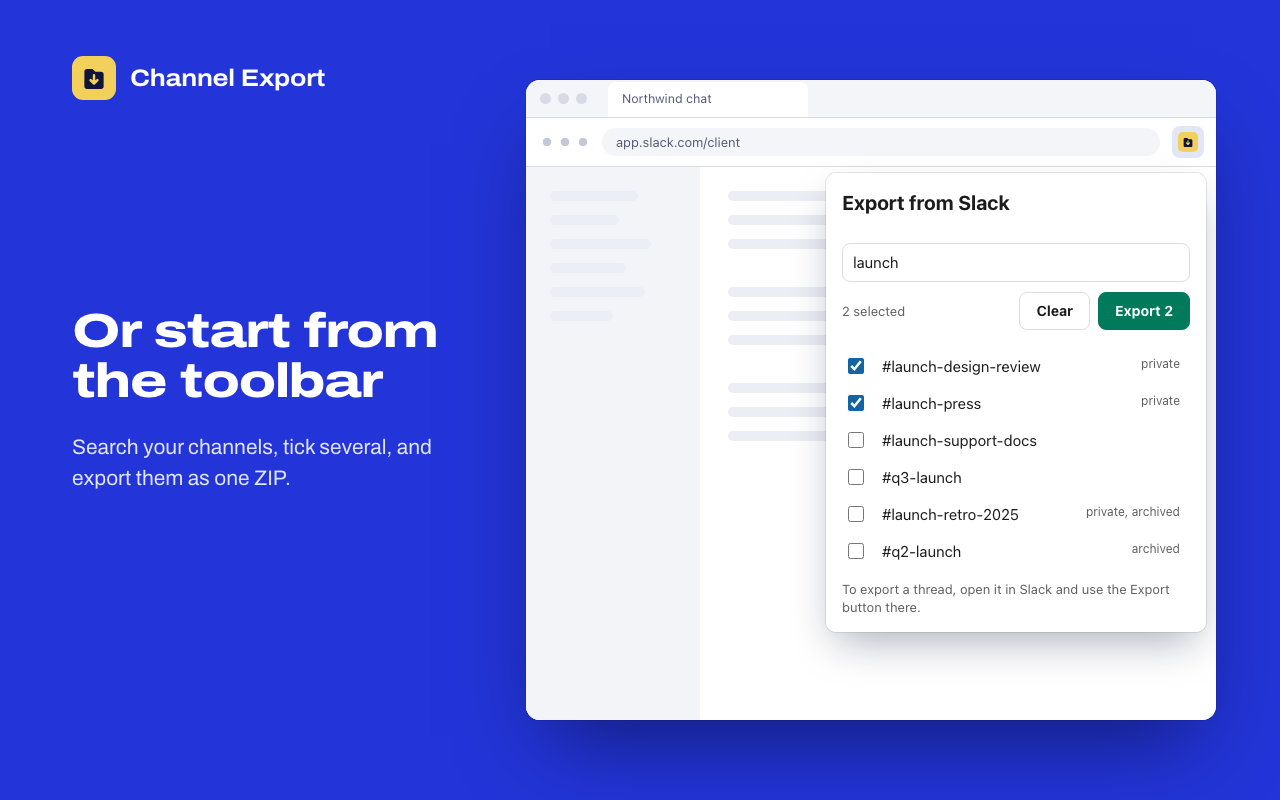 Channel Export
Or start from
the toolbar
Search your channels, tick several, and
export them as one ZIP.
Northwind chat
app.slack.com/client
Export from Slack
launch
2 selected
Clear
Export 2
#launch-design-review private
#launch-press private
#launch-support-docs
#q3-launch
#launch-retro-2025 private, archived
#q2-launch archived
To export a thread, open it in Slack and use the Export
button there.